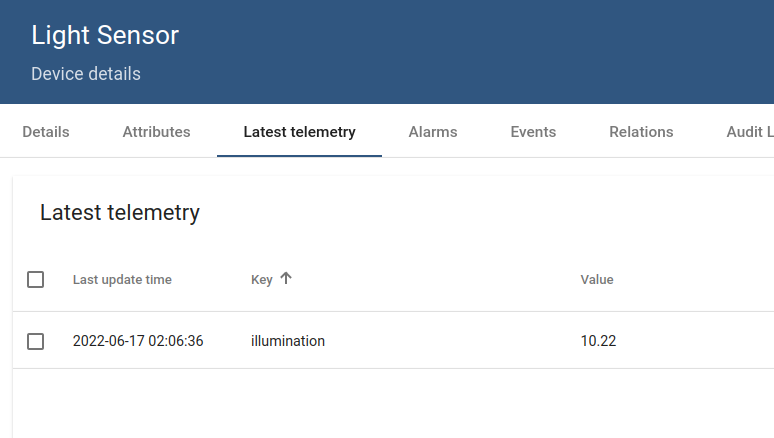 Light Sensor
Device details
Details Attributes Latest telemetry Alarms Events Relations Audit L
Latest telemetry
Last update time Key Value
2022-06-17 02:06:36 illumination 10.22